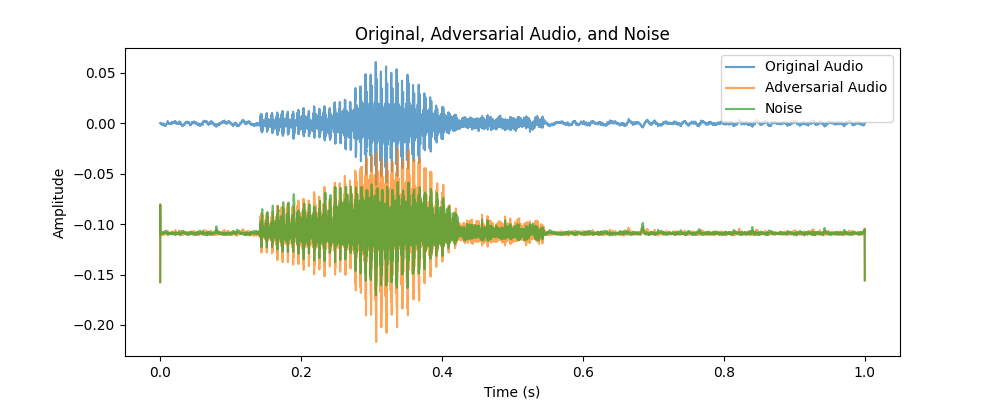 Original, Adversarial Audio, and Noise
Original Audio
Adversarial Audio
Noise
Amplitude
0.05
0.00
−0.05
−0.10
−0.15
−0.20
0.0 0.2 0.4 0.6 0.8 1.0
Time (s)